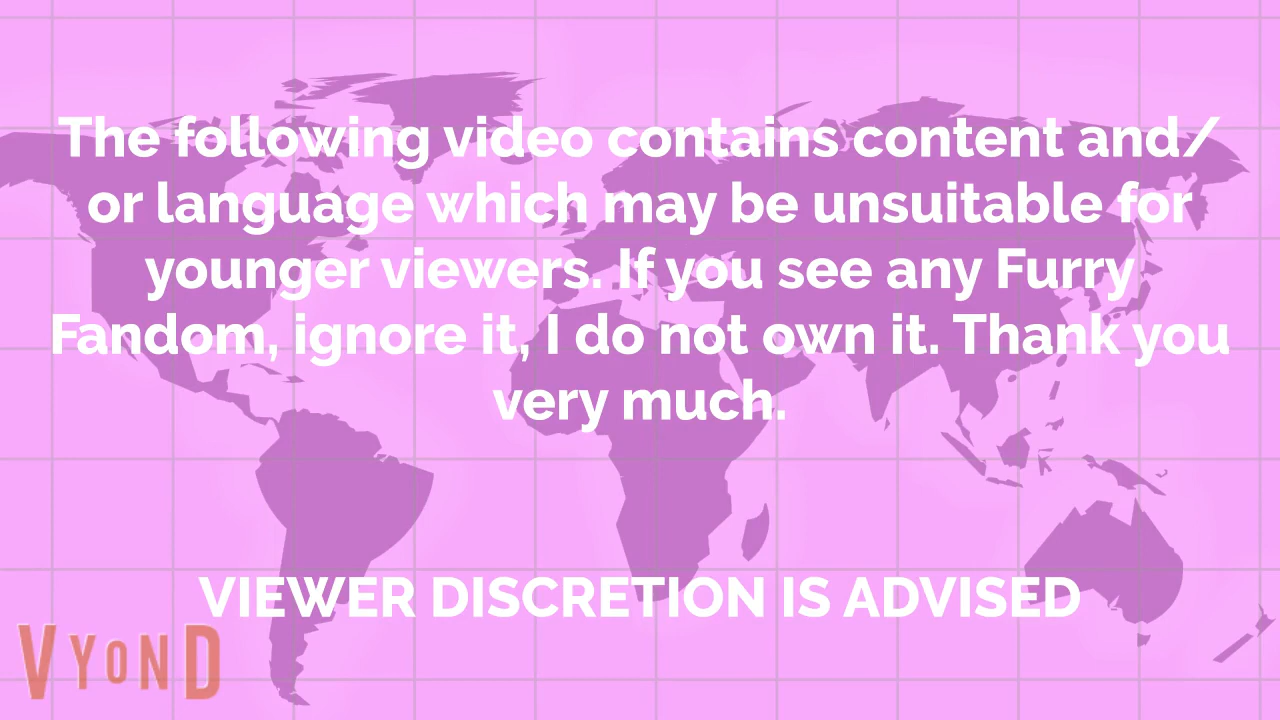 The following video contains content and/
or language which may be unsuitable for
younger viewers. If you see any Furry
Fandom, ignore it, I do not own it. Thank you
very much.
VIEWER DISCRETION IS ADVISED
VYOND